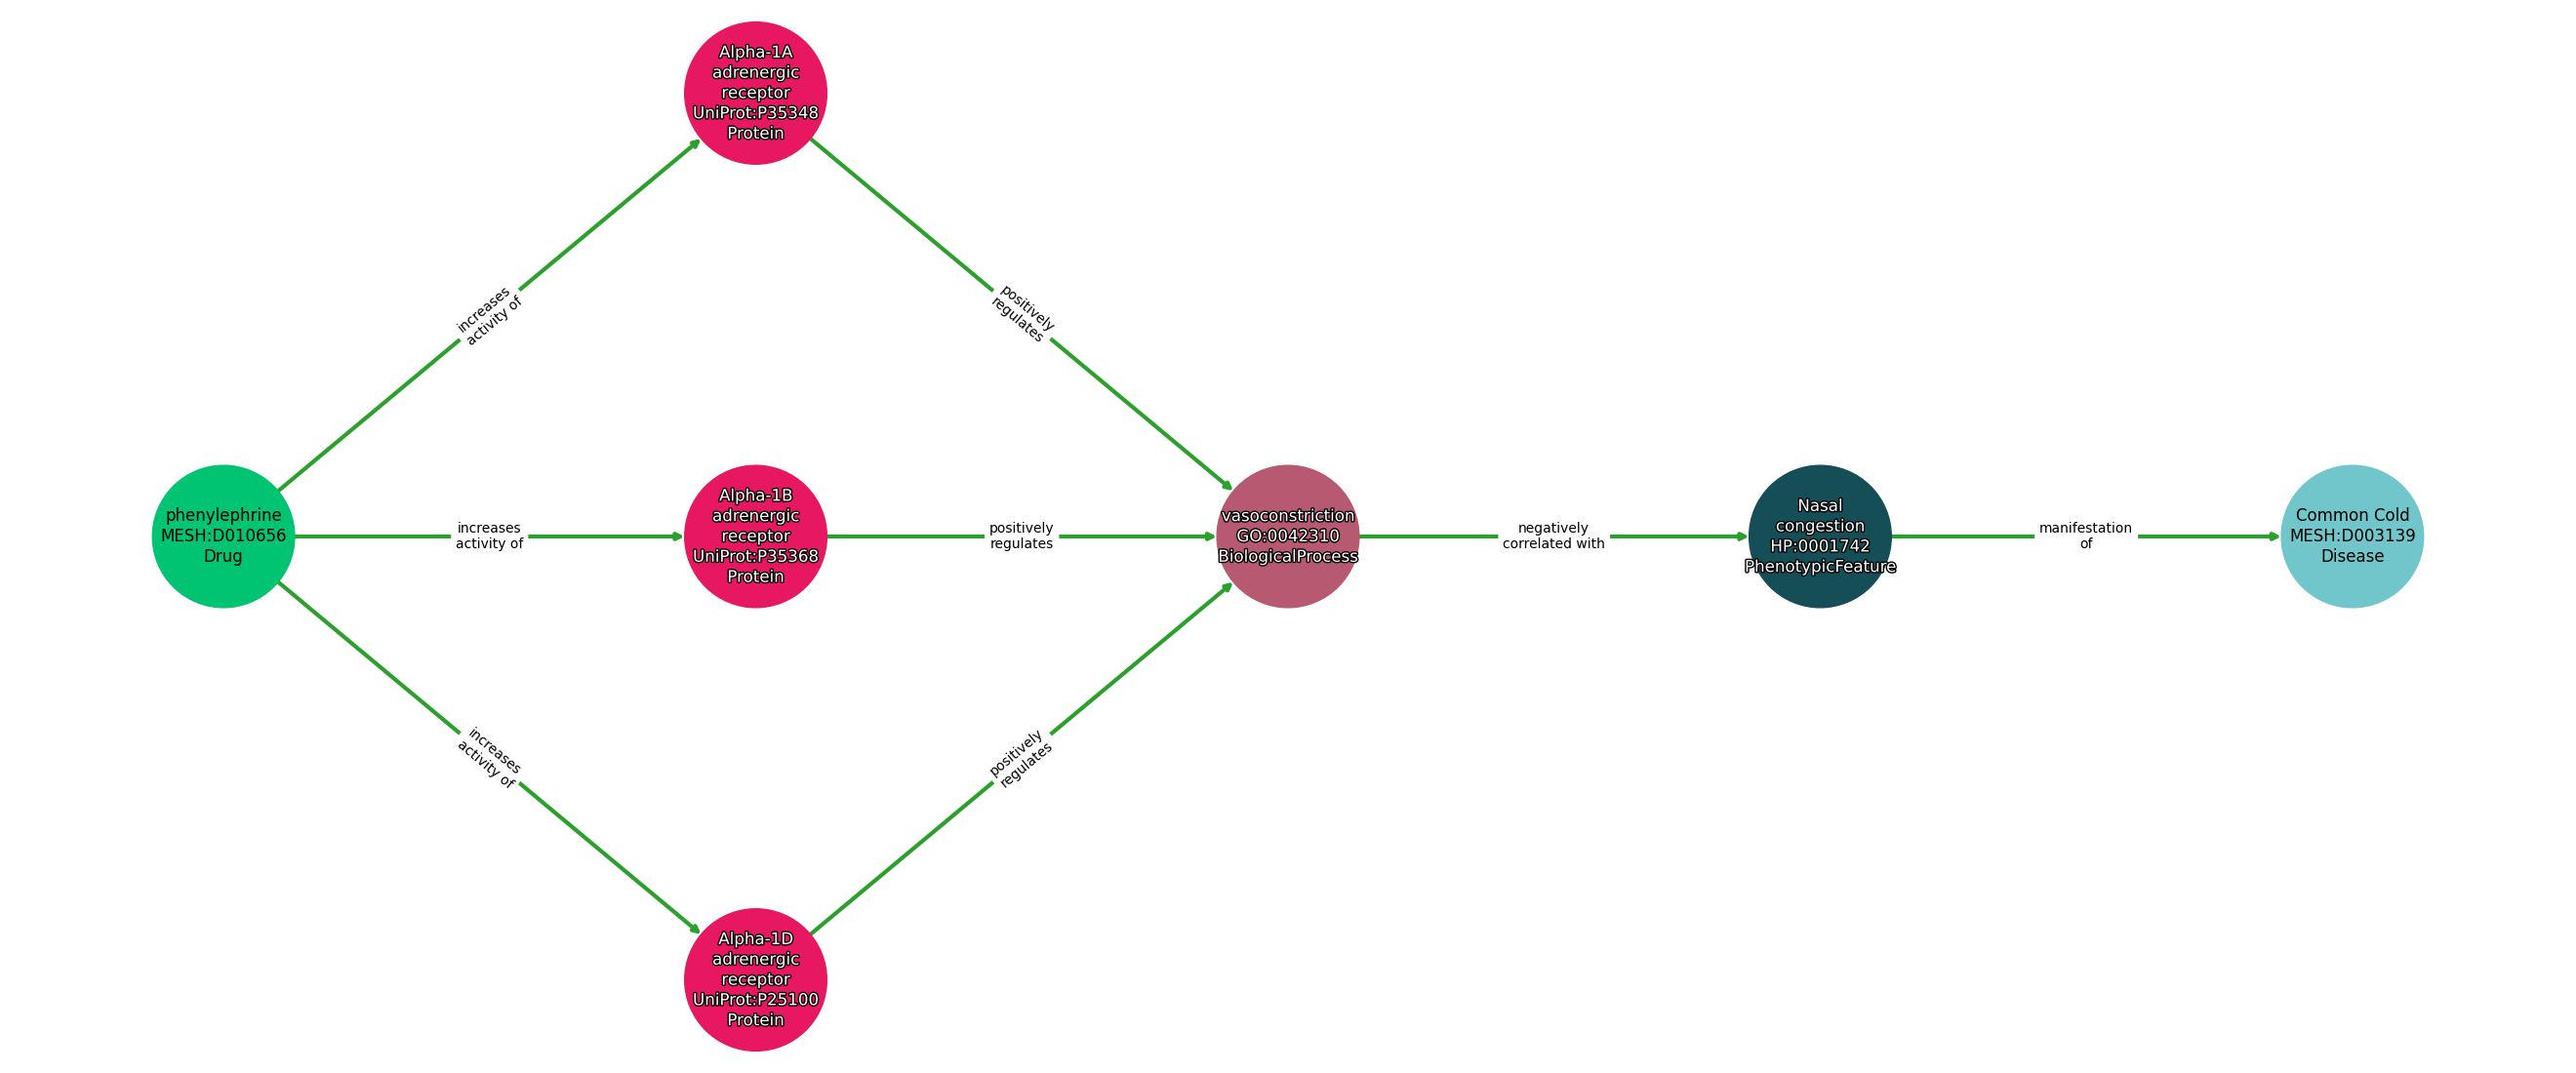 Alpha-1A
adrenergic
receptor
UniProt:P35348
Protein
increases
activity of
positively
regulates
phenylephrine
MESH:D010656
Drug
increases
activity of
Alpha-1B
adrenergic
receptor
UniProt:P35368
Protein
positively
regulates
vasoconstriction
GO:0042310
BiologicalProcess
negatively
correlated with
Nasal
congestion
HP:0001742
PhenotypicFeature
manifestation
of
Common Cold
MESH:D003139
Disease
increases
activity of
positively
regulates
Alpha-1D
adrenergic
receptor
UniProt:P25100
Protein